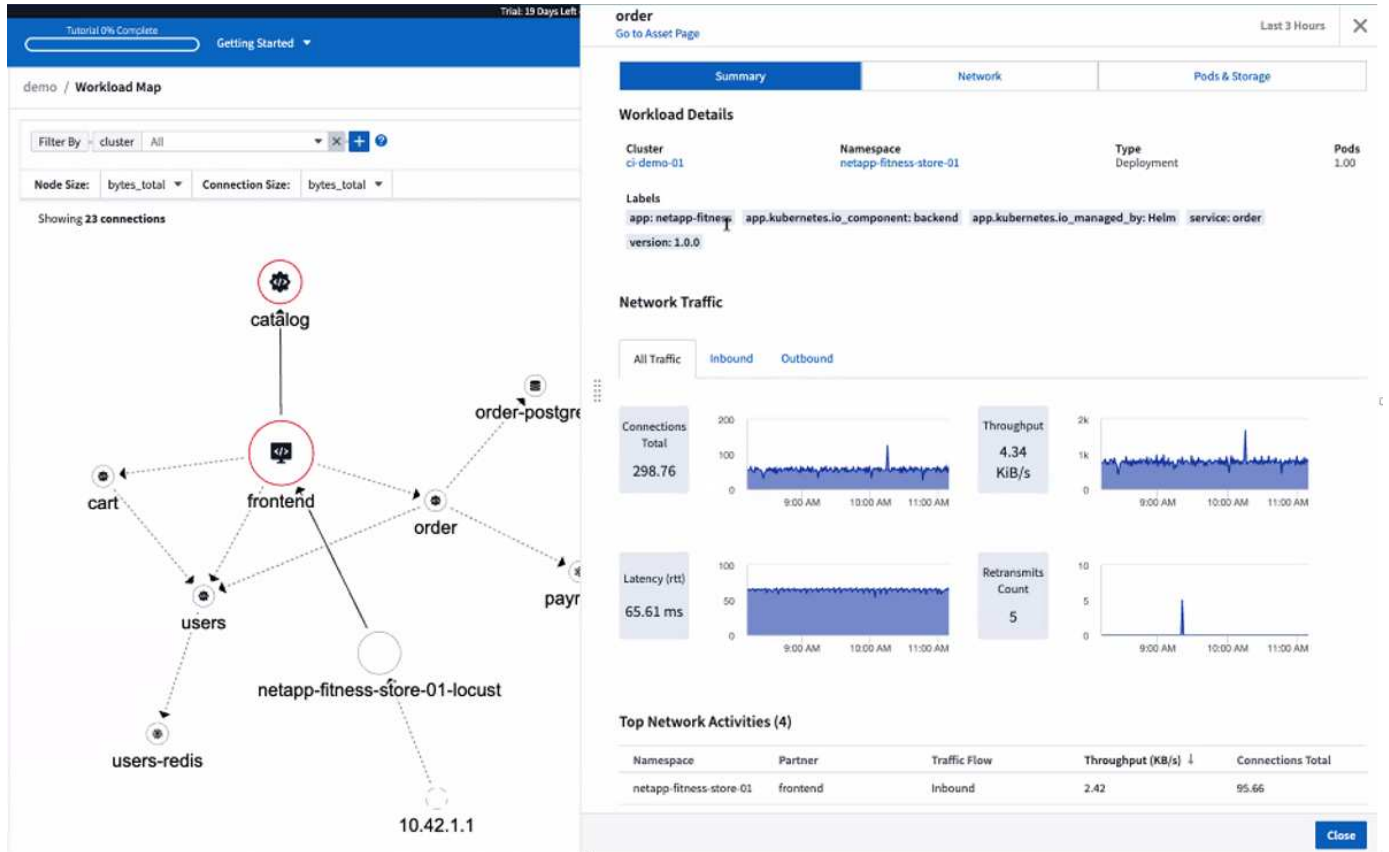 Trial: 19 Days Left
Tutorial 0% Complete
Getting Started
demo / Workload Map
Filter By
cluster
All
Node Size: bytes_total
Connection Size: bytes_total
Showing 23 connections
catalog
order-postgre
frontend
cart
order
payr
users
netapp-fitness-store-01-locust
users-redis
10.42.1.1
order
Go to Asset Page
Last 3 Hours
Summary
Network
Pods & Storage
Workload Details
Cluster
ci-demo-01
Namespace
netapp-fitness-store-01
Type
Deployment
Pods
1.00
Labels
app: netapp-fitness
app.kubernetes.io_component: backend
app.kubernetes.io_managed_by: Helm
service: order
version: 1.0.0
Network Traffic
All Traffic
Inbound
Outbound
Connections
Total
298.76
200
100
0
9:00 AM 10:00 AM 11:00 AM
Throughput
4.34
KiB/s
2k
1k
0
9:00 AM 10:00 AM 11:00 AM
Latency (rtt)
65.61 ms
100
50
0
9:00 AM 10:00 AM 11:00 AM
Retransmits
Count
5
10
5
0
9:00 AM 10:00 AM 11:00 AM
Top Network Activities (4)
Namespace Partner Traffic Flow Throughput (KB/s) ↓ Connections Total
netapp-fitness-store-01 frontend Inbound 2.42 95.66
Close